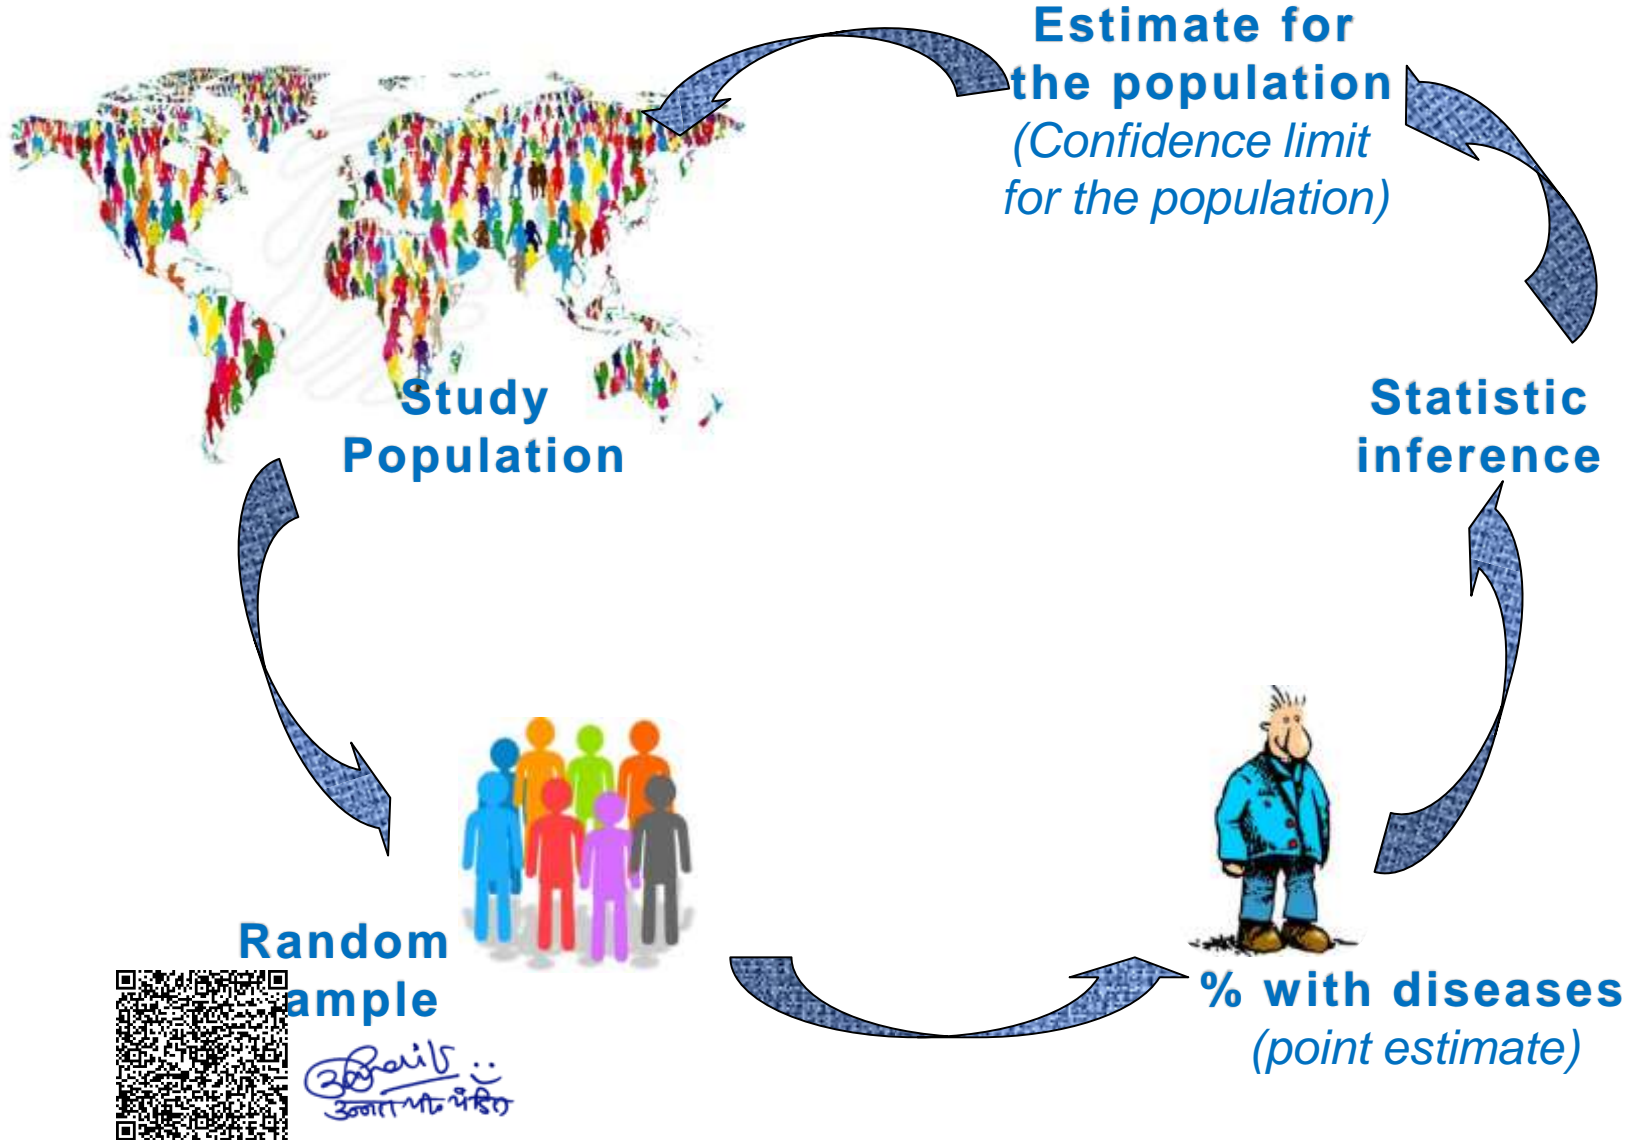 Estimate for
the population
(Confidence limit
for the population)
Study
Population
Statistic
inference
Random
ample
% with diseases
(point estimate)